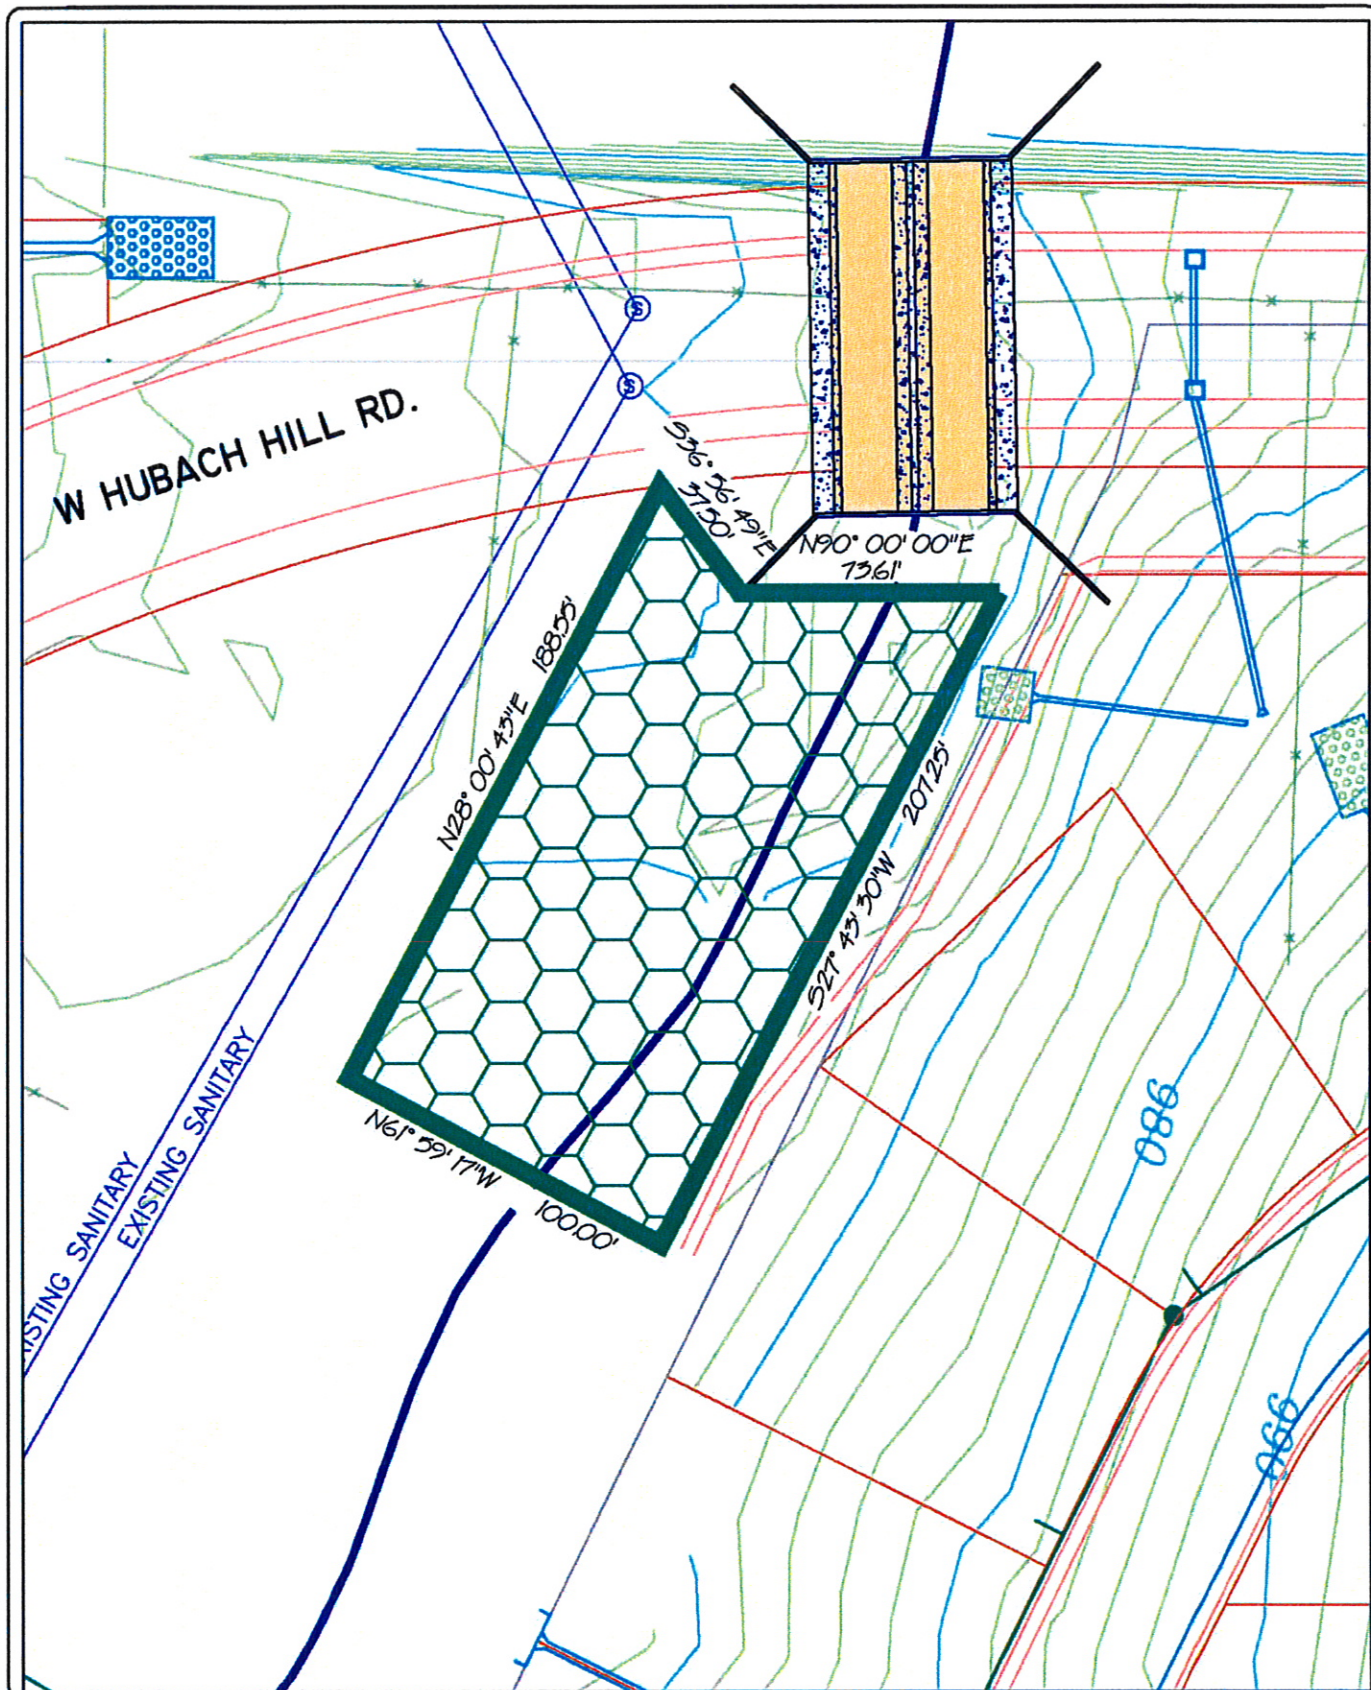 W HUBACH HILL RD.
S36° 56' 49"E
37.50'
N90° 00' 00"E
73.61'
N28° 00' 43"E 188.55'
S27° 43' 30"W 207.25'
N61° 59' 17"W 100.00'
EXISTING SANITARY
ISTING SANITARY
980
990
S
S